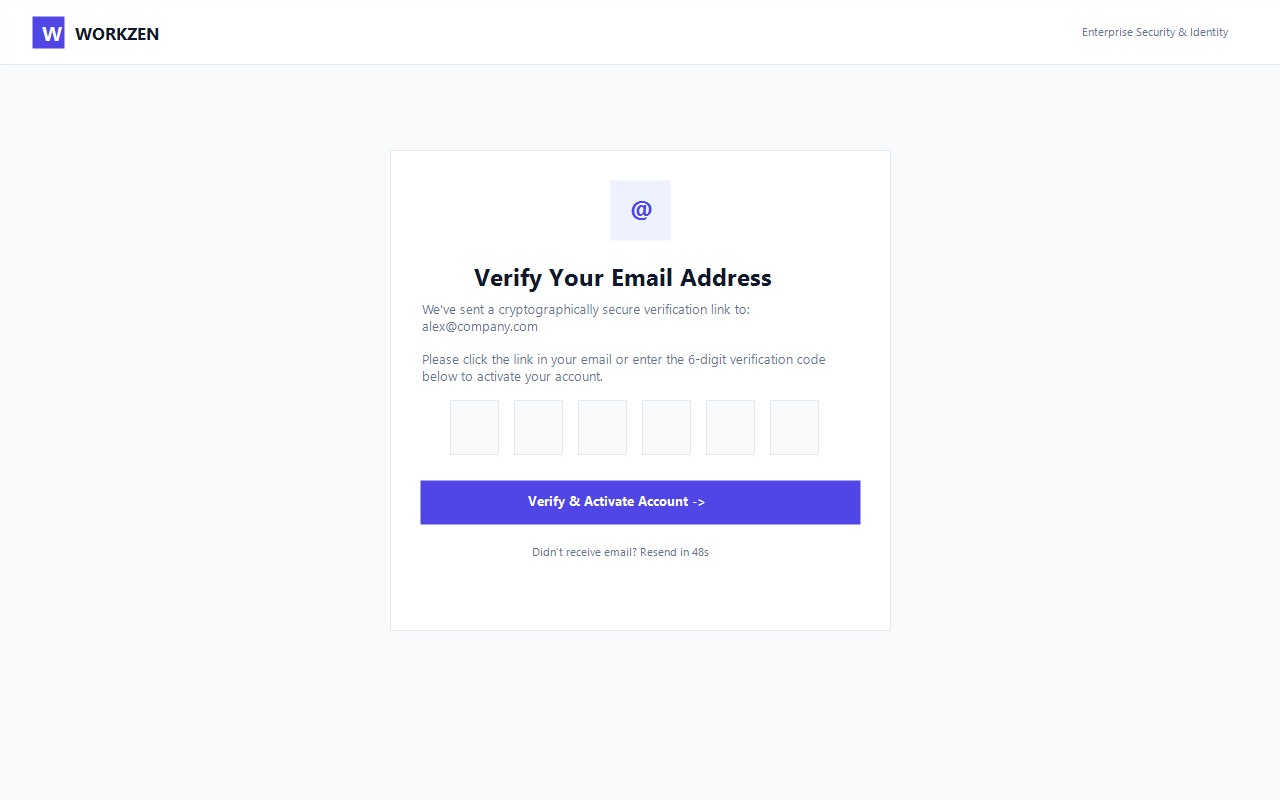 W WORKZEN
Enterprise Security & Identity
@
Verify Your Email Address
We've sent a cryptographically secure verification link to:
alex@company.com
Please click the link in your email or enter the 6-digit verification code
below to activate your account.
Verify & Activate Account ->
Didn't receive email? Resend in 48s